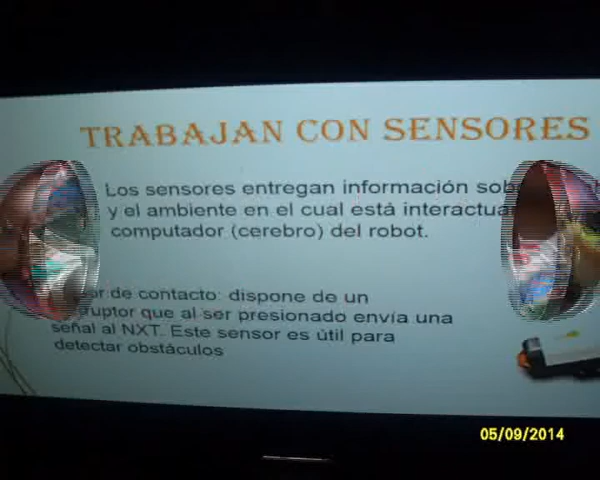 TRABAJAN CON SENSORES
Los sensores entregan información
y el ambiente en el cual está
computador (cerebro) del robot.
de contacto: dispone de un
que al ser presionado envía una
señal al NXT. Este sensor es útil para
detectar obstáculos
05/09/2014